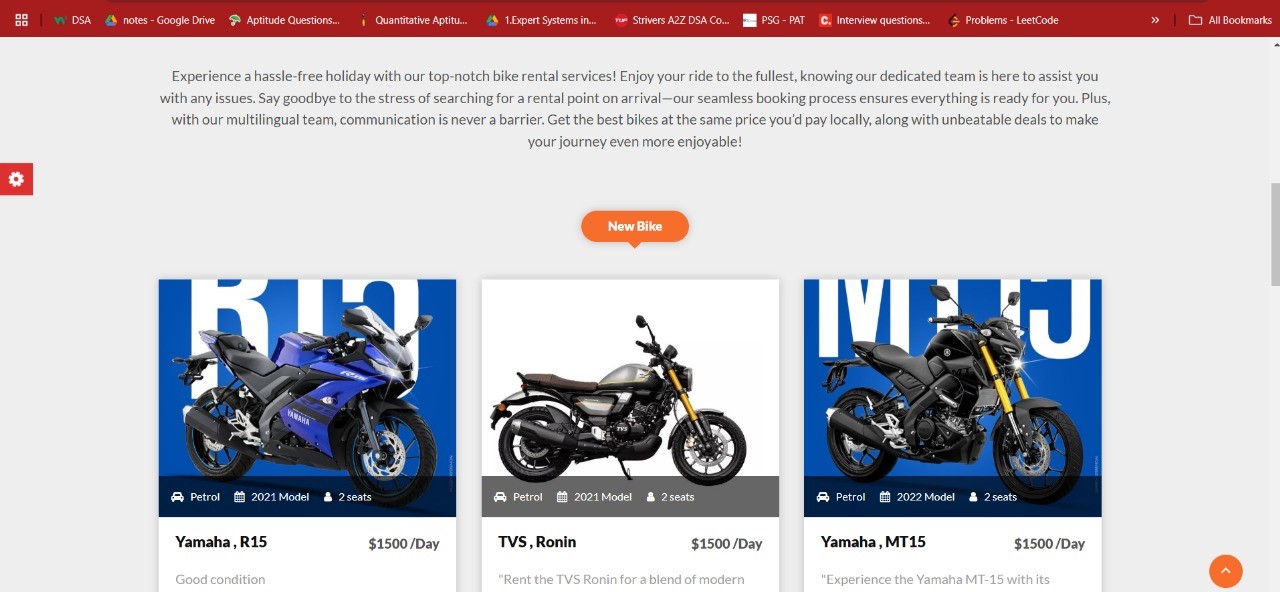 DSA notes - Google Drive Aptitude Questions... Quantitative Aptitu... 1.Expert Systems in... TUF Strivers A2Z DSA Co... PSG - PAT C. Interview questions... Problems - LeetCode » All Bookmarks
Experience a hassle-free holiday with our top-notch bike rental services! Enjoy your ride to the fullest, knowing our dedicated team is here to assist you
with any issues. Say goodbye to the stress of searching for a rental point on arrival—our seamless booking process ensures everything is ready for you. Plus,
with our multilingual team, communication is never a barrier. Get the best bikes at the same price you'd pay locally, along with unbeatable deals to make
your journey even more enjoyable!
New Bike
R15
R15
YAMAHA
Petrol 2021 Model 2 seats
Yamaha , R15 $1500 /Day
Good condition
TVS
Petrol 2021 Model 2 seats
TVS , Ronin $1500 /Day
"Rent the TVS Ronin for a blend of modern
MT15
Petrol 2022 Model 2 seats
Yamaha , MT15 $1500 /Day
"Experience the Yamaha MT-15 with its